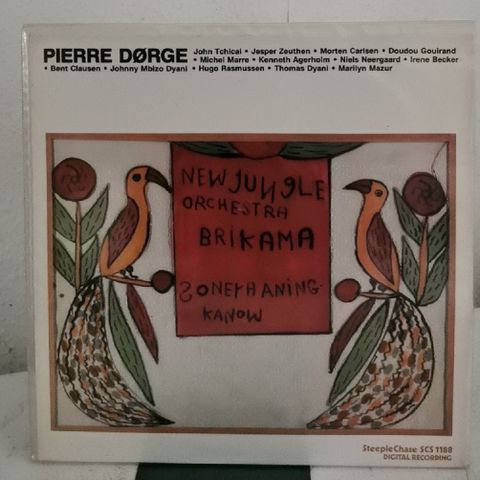 PIERRE DØRGE
John Tchicai • Jesper Zeuthen • Morten Carlsen • Doudou Gouirand
• Michel Marre • Kenneth Agerholm • Niels Neergaard • Irene Becker
• Bent Clausen • Johnny Mbizo Dyani • Hugo Rasmussen • Thomas Dyani • Marilyn Mazur
NEW JUNGLE
ORCHESTRA
BRIKAMA
SONETHANING-
KANOW
SteepleChase SCS 1188
DIGITAL RECORDING